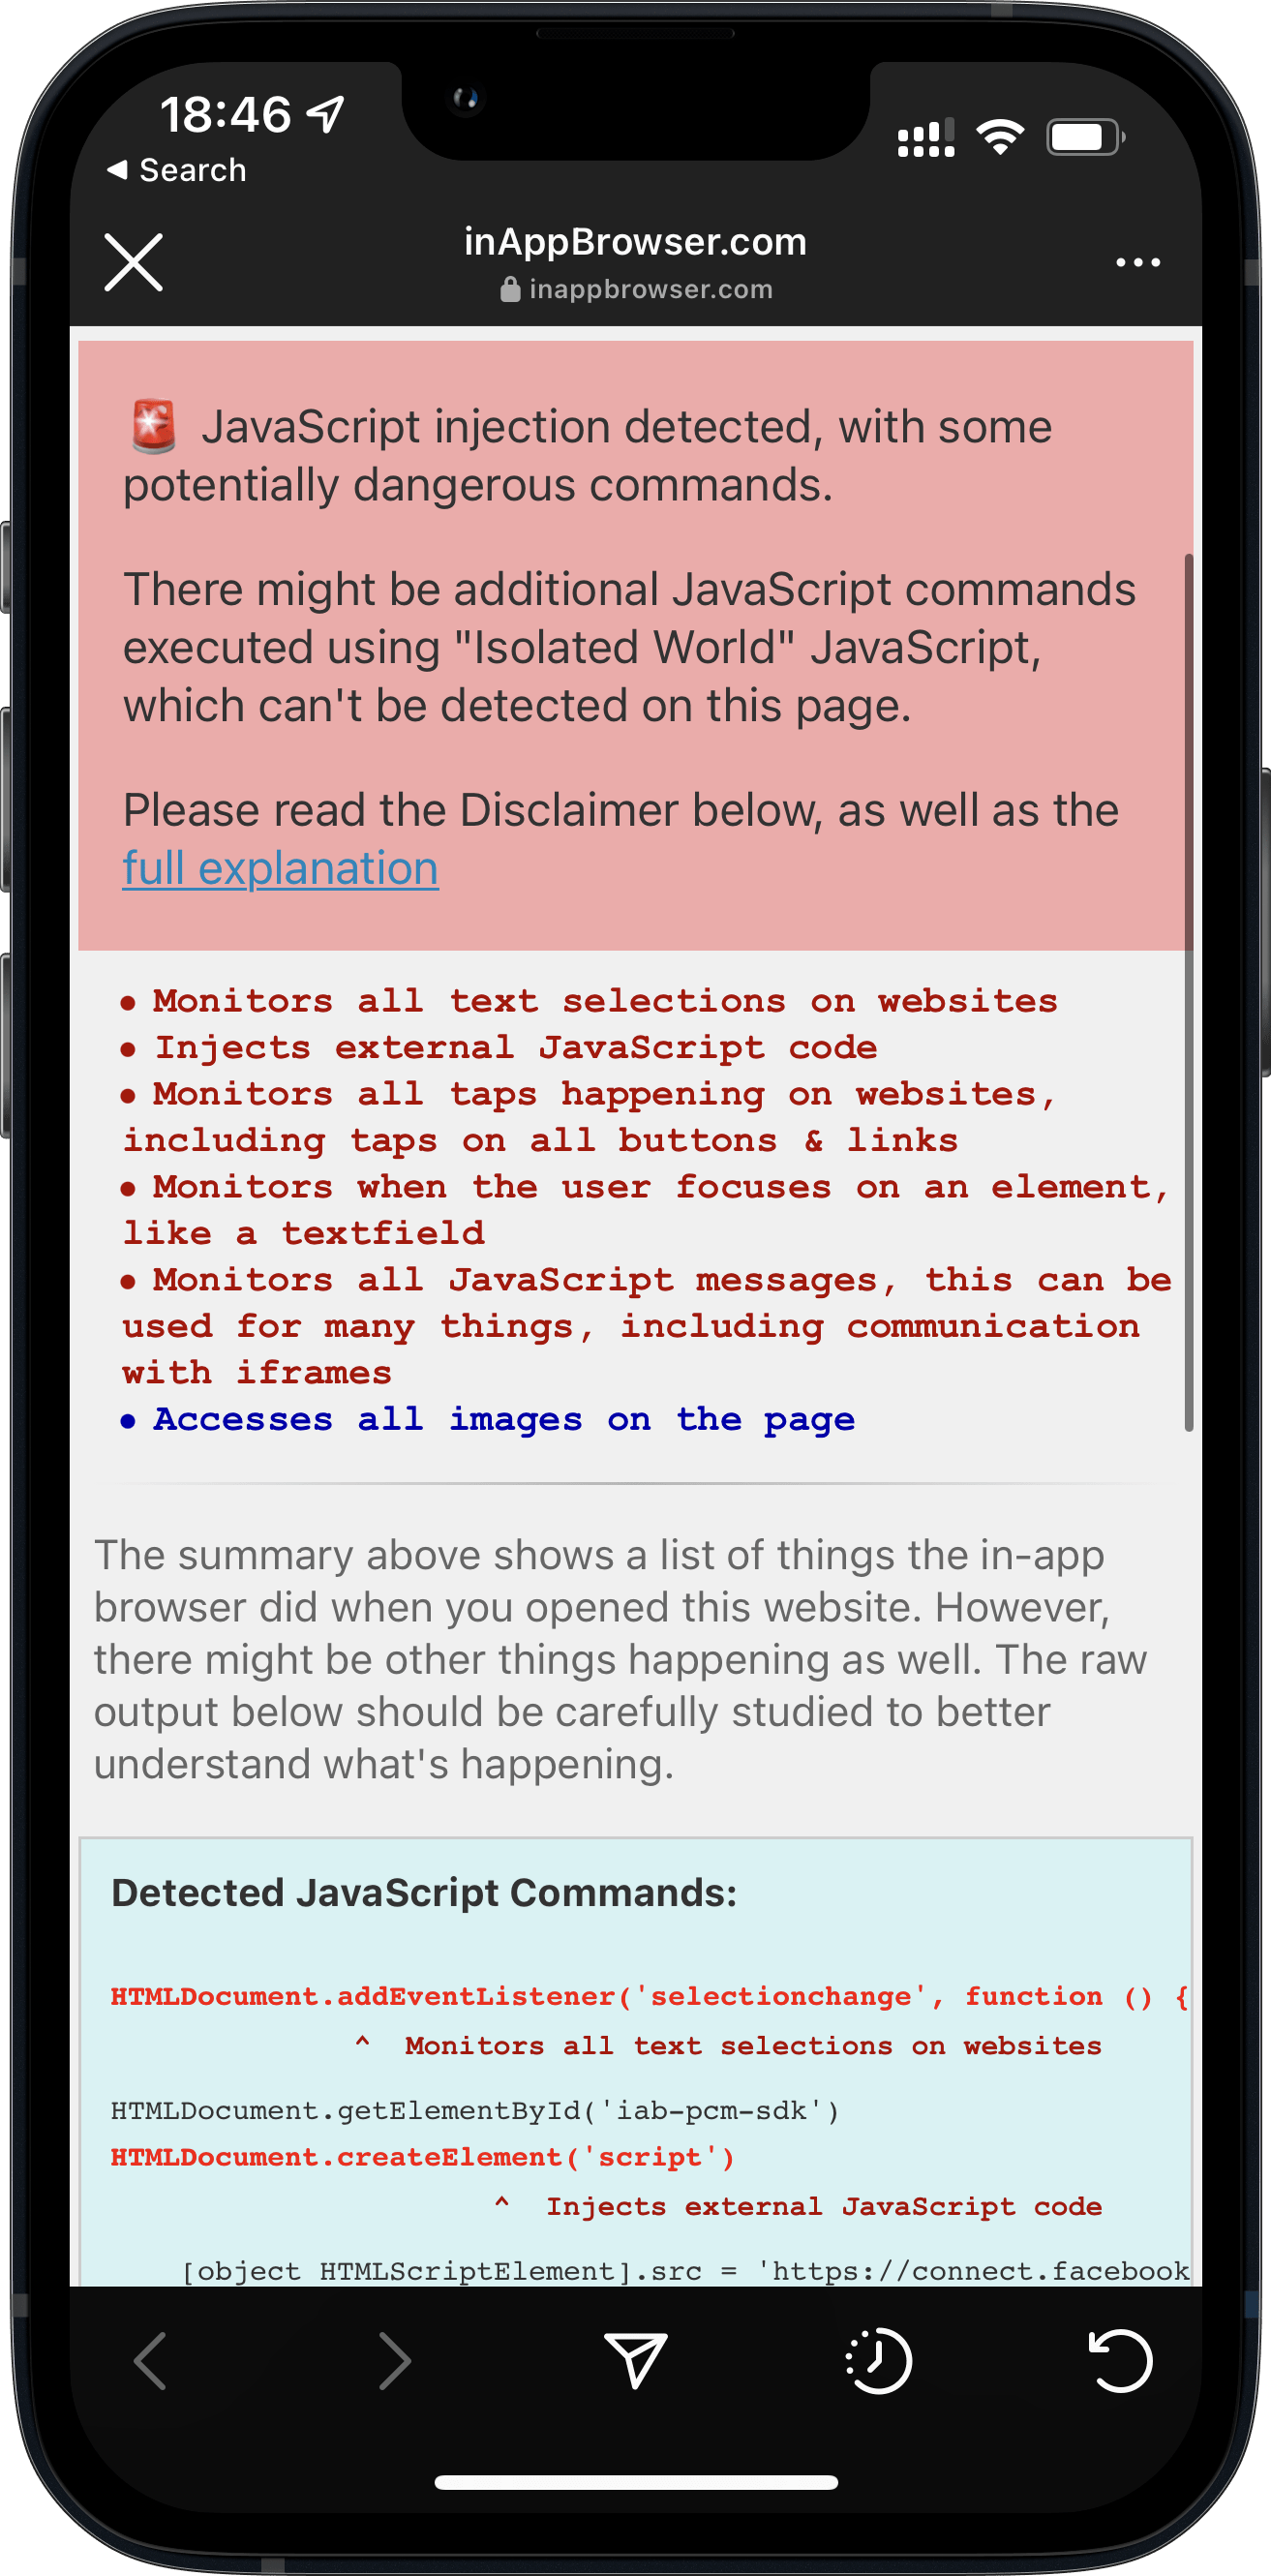 18:46
Search
inAppBrowser.com
inappbrowser.com
JavaScript injection detected, with some
potentially dangerous commands.
There might be additional JavaScript commands
executed using "Isolated World" JavaScript,
which can't be detected on this page.
Please read the Disclaimer below, as well as the
full explanation
• Monitors all text selections on websites
• Injects external JavaScript code
• Monitors all taps happening on websites,
including taps on all buttons & links
• Monitors when the user focuses on an element,
like a textfield
• Monitors all JavaScript messages, this can be
used for many things, including communication
with iframes
• Accesses all images on the page
The summary above shows a list of things the in-app
browser did when you opened this website. However,
there might be other things happening as well. The raw
output below should be carefully studied to better
understand what's happening.
Detected JavaScript Commands:
HTMLDocument.addEventListener('selectionchange', function () {
^ Monitors all text selections on websites
HTMLDocument.getElementById('iab-pcm-sdk')
HTMLDocument.createElement('script')
^ Injects external JavaScript code
[object HTMLScriptElement].src = 'https://connect.facebook